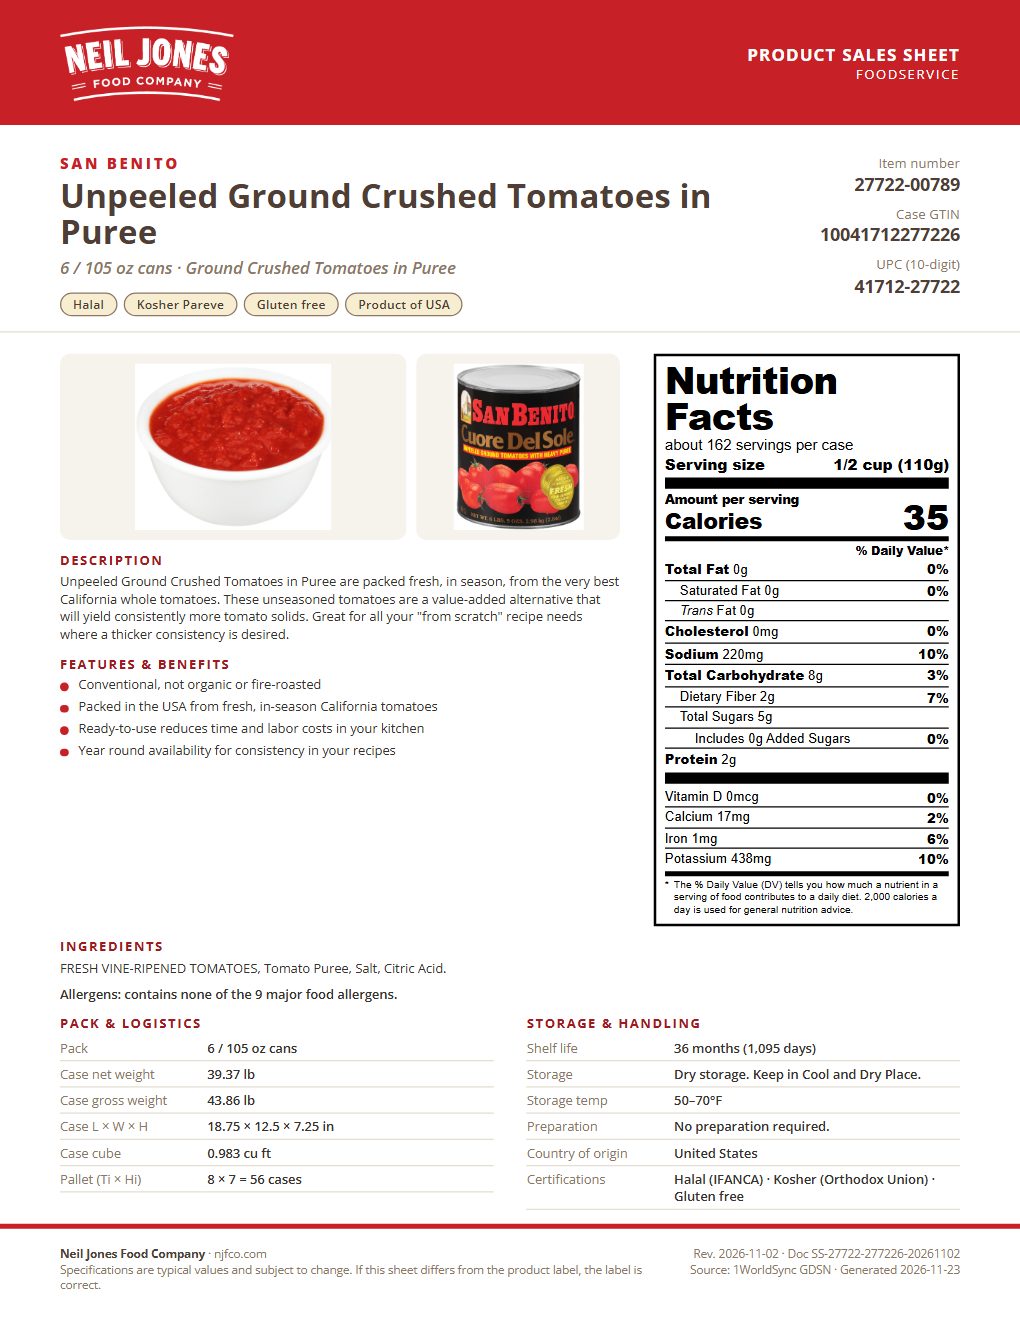 NEIL JONES
FOOD COMPANY
PRODUCT SALES SHEET
FOODSERVICE
SAN BENITO
Unpeeled Ground Crushed Tomatoes in
Puree
6 / 105 oz cans · Ground Crushed Tomatoes in Puree
Halal
Kosher Pareve
Gluten free
Product of USA
Item number
27722-00789
Case GTIN
10041712277226
UPC (10-digit)
41712-27722
SAN BENITO
Cuore Del Sole
UNPEELED GROUND TOMATOES WITH HEAVY PUREE
FRESH
DESCRIPTION
Unpeeled Ground Crushed Tomatoes in Puree are packed fresh, in season, from the very best
California whole tomatoes. These unseasoned tomatoes are a value-added alternative that
will yield consistently more tomato solids. Great for all your "from scratch" recipe needs
where a thicker consistency is desired.
FEATURES & BENEFITS
Conventional, not organic or fire-roasted
Packed in the USA from fresh, in-season California tomatoes
Ready-to-use reduces time and labor costs in your kitchen
Year round availability for consistency in your recipes
Nutrition
Facts
about 162 servings per case
Serving size 1/2 cup (110g)
Amount per serving
Calories 35
% Daily Value*
Total Fat 0g 0%
Saturated Fat 0g 0%
Trans Fat 0g
Cholesterol 0mg 0%
Sodium 220mg 10%
Total Carbohydrate 8g 3%
Dietary Fiber 2g 7%
Total Sugars 5g
Includes 0g Added Sugars 0%
Protein 2g
Vitamin D 0mcg 0%
Calcium 17mg 2%
Iron 1mg 6%
Potassium 438mg 10%
* The % Daily Value (DV) tells you how much a nutrient in a
serving of food contributes to a daily diet. 2,000 calories a
day is used for general nutrition advice.
INGREDIENTS
FRESH VINE-RIPENED TOMATOES, Tomato Puree, Salt, Citric Acid.
Allergens: contains none of the 9 major food allergens.
PACK & LOGISTICS
Pack 6 / 105 oz cans
Case net weight 39.37 lb
Case gross weight 43.86 lb
Case L × W × H 18.75 × 12.5 × 7.25 in
Case cube 0.983 cu ft
Pallet (Ti × Hi) 8 × 7 = 56 cases
STORAGE & HANDLING
Shelf life 36 months (1,095 days)
Storage Dry storage. Keep in Cool and Dry Place.
Storage temp 50–70°F
Preparation No preparation required.
Country of origin United States
Certifications Halal (IFANCA) · Kosher (Orthodox Union) ·
Gluten free
Neil Jones Food Company · njfco.com
Specifications are typical values and subject to change. If this sheet differs from the product label, the label is
correct.
Rev. 2026-11-02 · Doc SS-27722-277226-20261102
Source: 1WorldSync GDSN · Generated 2026-11-23